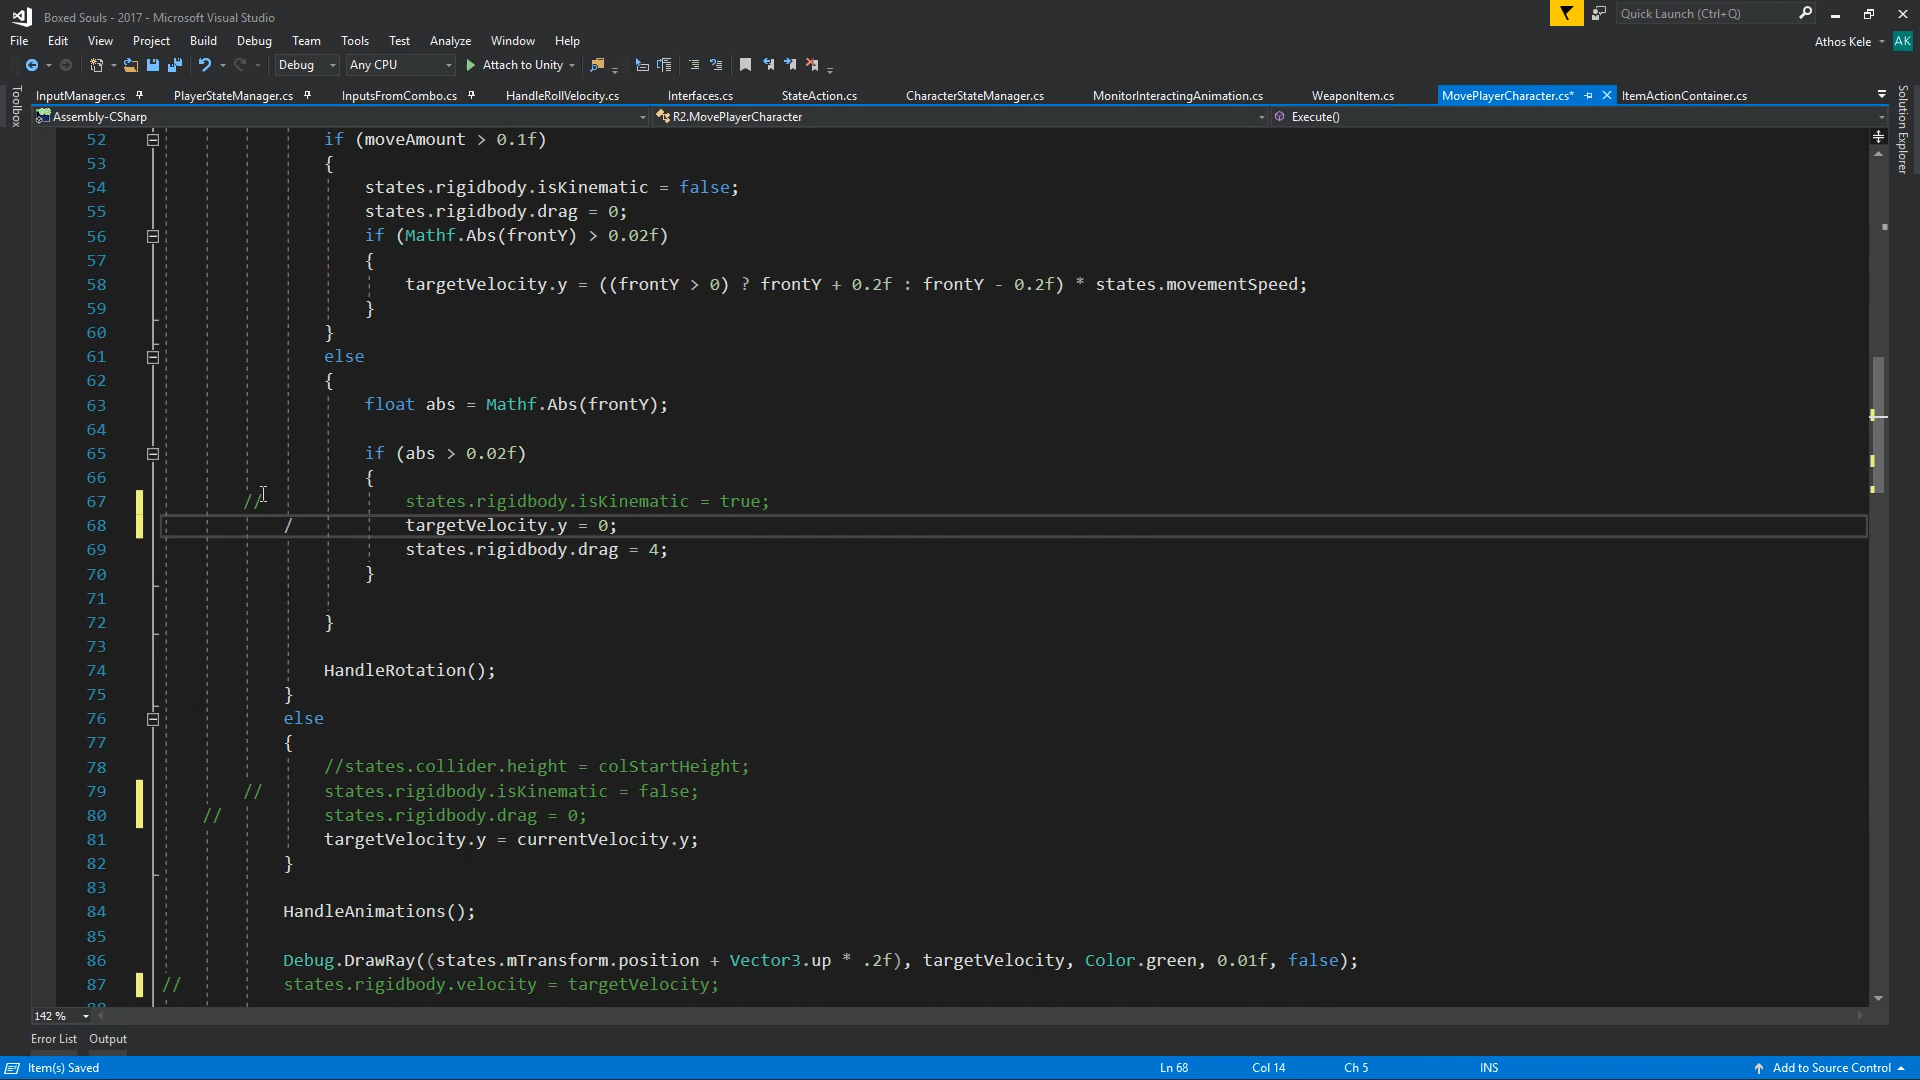 Boxed Souls - 2017 - Microsoft Visual Studio
Quick Launch (Ctrl+Q)
File Edit View Project Build Debug Team Tools Test Analyze Window Help
Athos Kele AK
Debug Any CPU Attach to Unity
Toolbox
InputManager.cs PlayerStateManager.cs InputsFromCombo.cs HandleRollVelocity.cs Interfaces.cs StateAction.cs CharacterStateManager.cs MonitorInteractingAnimation.cs WeaponItem.cs MovePlayerCharacter.cs* ItemActionContainer.cs
Solution Explorer
Assembly-CSharp R2.MovePlayerCharacter Execute()
52 if (moveAmount > 0.1f)
53 {
54 states.rigidbody.isKinematic = false;
55 states.rigidbody.drag = 0;
56 if (Mathf.Abs(frontY) > 0.02f)
57 {
58 targetVelocity.y = ((frontY > 0) ? frontY + 0.2f : frontY - 0.2f) * states.movementSpeed;
59 }
60 }
61 else
62 {
63 float abs = Mathf.Abs(frontY);
64
65 if (abs > 0.02f)
66 {
67 // states.rigidbody.isKinematic = true;
68 / targetVelocity.y = 0;
69 states.rigidbody.drag = 4;
70 }
71
72 }
73
74 HandleRotation();
75 }
76 else
77 {
78 //states.collider.height = colStartHeight;
79 // states.rigidbody.isKinematic = false;
80 // states.rigidbody.drag = 0;
81 targetVelocity.y = currentVelocity.y;
82 }
83
84 HandleAnimations();
85
86 Debug.DrawRay((states.mTransform.position + Vector3.up * .2f), targetVelocity, Color.green, 0.01f, false);
87 // states.rigidbody.velocity = targetVelocity;
142 %
Error List Output
Item(s) Saved Ln 68 Col 14 Ch 5 INS Add to Source Control